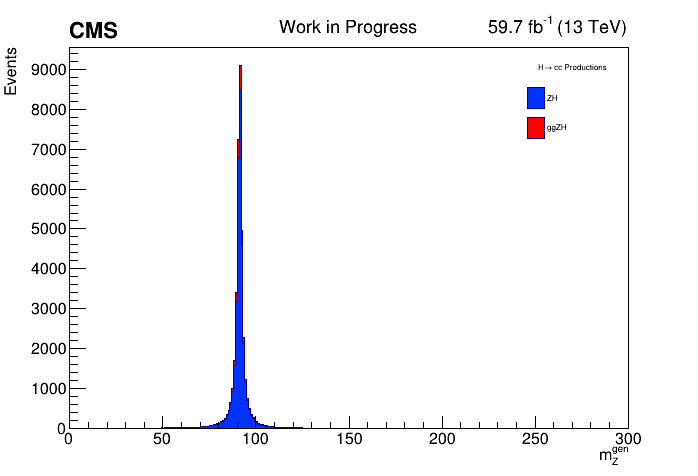 CMS Work in Progress 59.7 fb⁻¹ (13 TeV)
Events
H → cc Productions
ZH
ggZH
9000
8000
7000
6000
5000
4000
3000
2000
1000
0
0 50 100 150 200 250 300
m_Z^gen